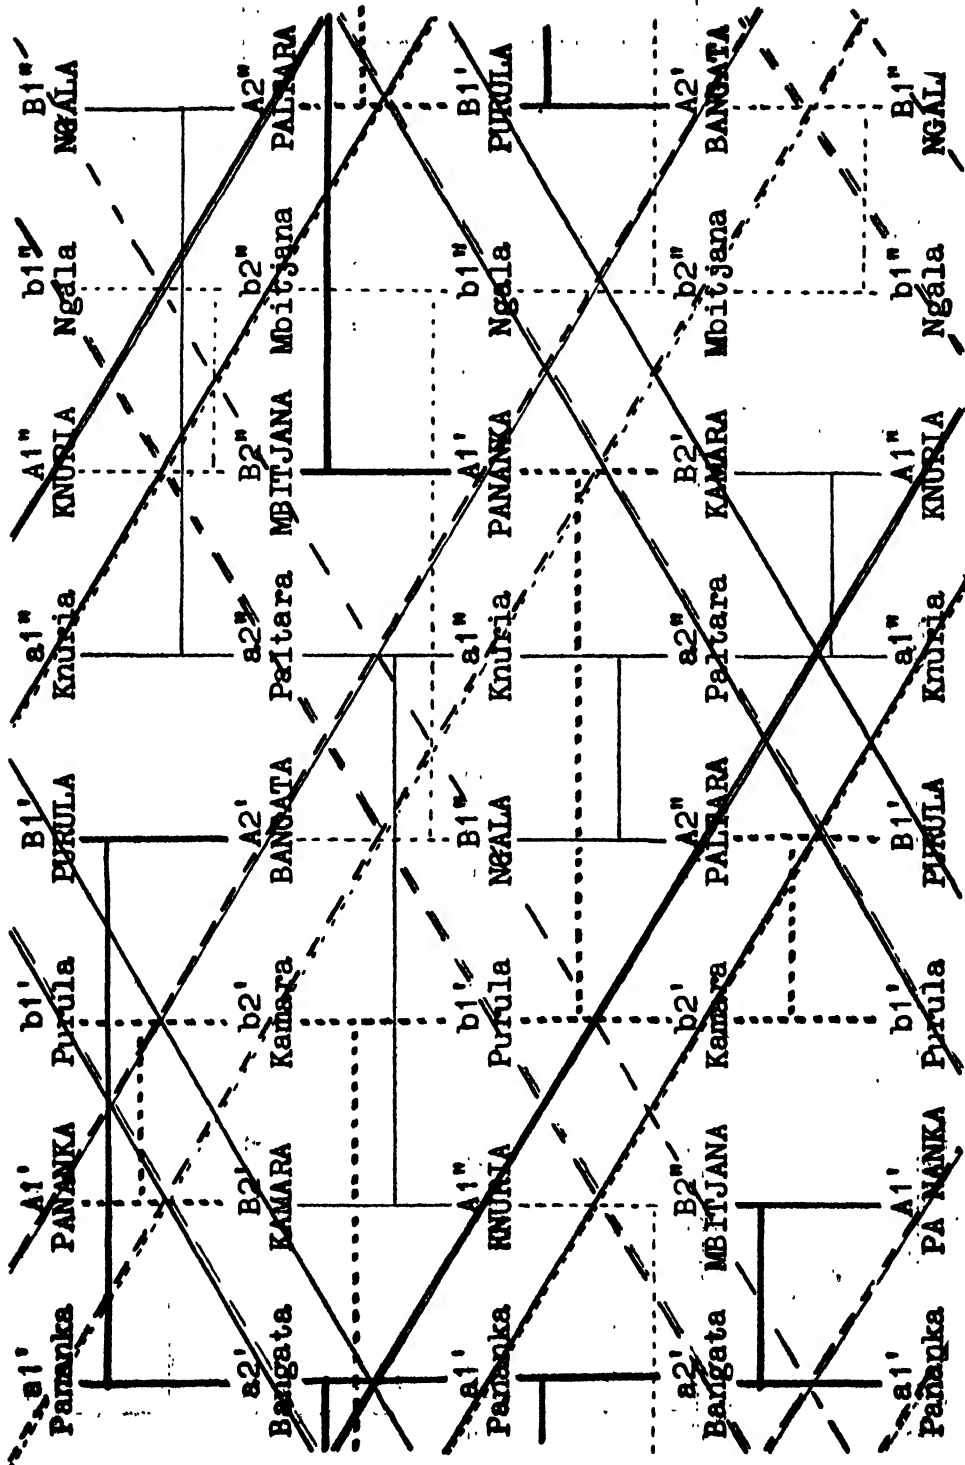 a1' A1' b1' B1' a1" A1" b1" B1"
Pananka PANANKA Purula PURULA Knuria KNURIA Ngala NGALA
a2' B2' b2' A2' a2" B2" b2" A2"
Bangata KAMARA Kamara BANGATA Paltara MBITJANA Mbitjana PALTARA
a1' A1" b1' B1" a1" A1' b1" B1'
Pananka KNURIA Purula NGALA Knuria PANANKA Ngala PURULA
a2' B2" b2' A2" a2" B2' b2" A2'
Bangata MBITJANA Kamara PALTARA Paltara KAMARA Mbitjana BANGATA
a1' A1' b1' B1' a1" A1" b1" B1"
Pananka PA NANKA Purula PURULA Knuria KNURIA Ngala NGALA